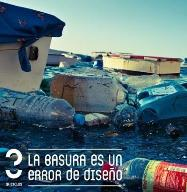 3
LA BASURA ES UN
ERROR DE DISEÑO